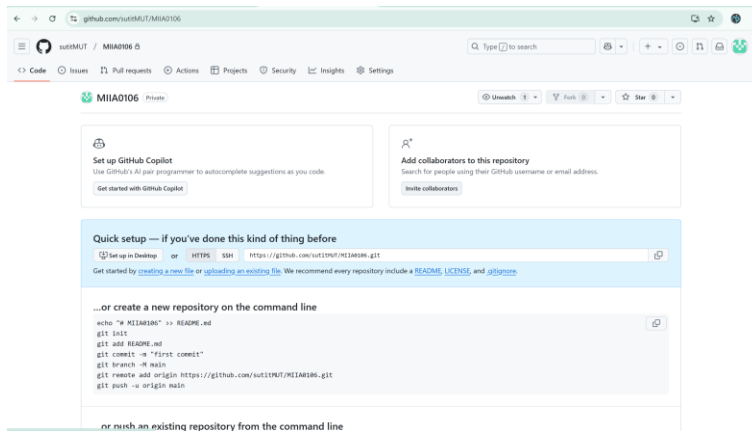 github.com/sutitMUT/MIIA0106
sutitMUT / MIIA0106
Type / to search
Code Issues Pull requests Actions Projects Security Insights Settings
MIIA0106 Private
Unwatch 1 Fork 0 Star 0
Set up GitHub Copilot
Use GitHub's AI pair programmer to autocomplete suggestions as you code.
Get started with GitHub Copilot
Add collaborators to this repository
Search for people using their GitHub username or email address.
Invite collaborators
Quick setup — if you've done this kind of thing before
Set up in Desktop or HTTPS SSH https://github.com/sutitMUT/MIIA0106.git
Get started by creating a new file or uploading an existing file. We recommend every repository include a README, LICENSE, and .gitignore.
...or create a new repository on the command line
echo "# MIIA0106" >> README.md
git init
git add README.md
git commit -m "first commit"
git branch -M main
git remote add origin https://github.com/sutitMUT/MIIA0106.git
git push -u origin main
...or push an existing repository from the command line